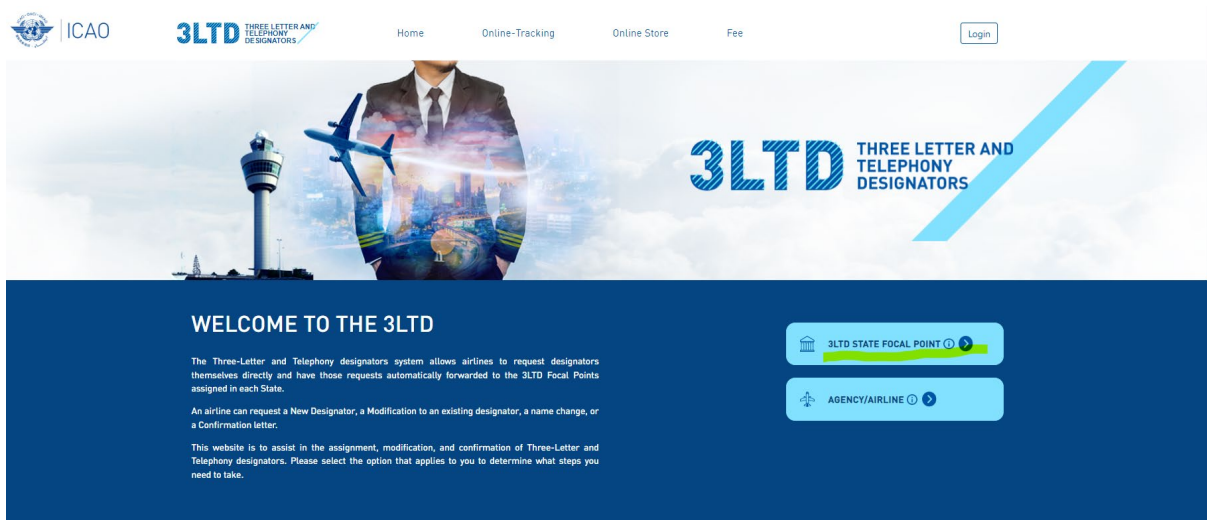 ICAO
3LTD THREE LETTER AND
TELEPHONY
DESIGNATORS
Home
Online-Tracking
Online Store
Fee
Login
3LTD THREE LETTER AND
TELEPHONY
DESIGNATORS
WELCOME TO THE 3LTD
The Three-Letter and Telephony designators system allows airlines to request designators
themselves directly and have those requests automatically forwarded to the 3LTD Focal Points
assigned in each State.
An airline can request a New Designator, a Modification to an existing designator, a name change, or
a Confirmation letter.
This website is to assist in the assignment, modification, and confirmation of Three-Letter and
Telephony designators. Please select the option that applies to you to determine what steps you
need to take.
3LTD STATE FOCAL POINT
AGENCY/AIRLINE